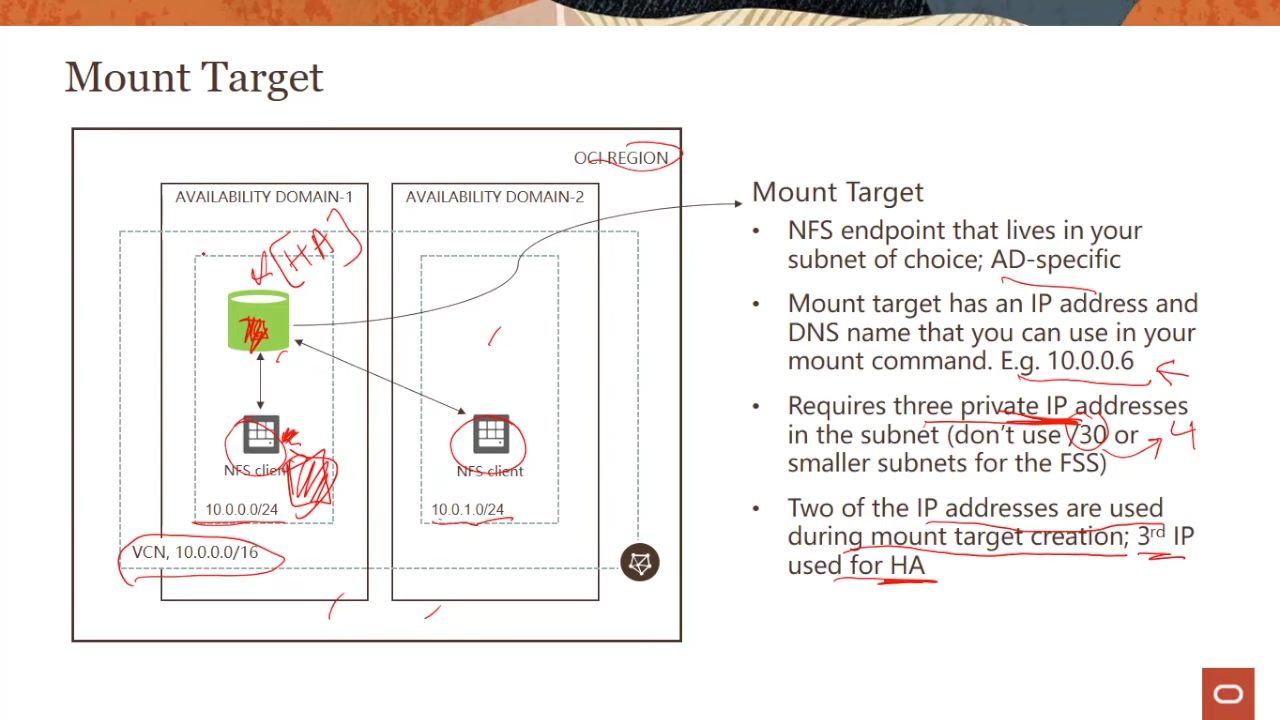 Mount Target
OCI REGION
AVAILABILITY DOMAIN-1
AVAILABILITY DOMAIN-2
HA
NFS client
NFS client
10.0.0.0/24
10.0.1.0/24
VCN, 10.0.0.0/16
Mount Target
• NFS endpoint that lives in your
subnet of choice; AD-specific
• Mount target has an IP address and
DNS name that you can use in your
mount command. E.g. 10.0.0.6
• Requires three private IP addresses
in the subnet (don't use /30 or
smaller subnets for the FSS)
4
• Two of the IP addresses are used
during mount target creation; 3rd IP
used for HA